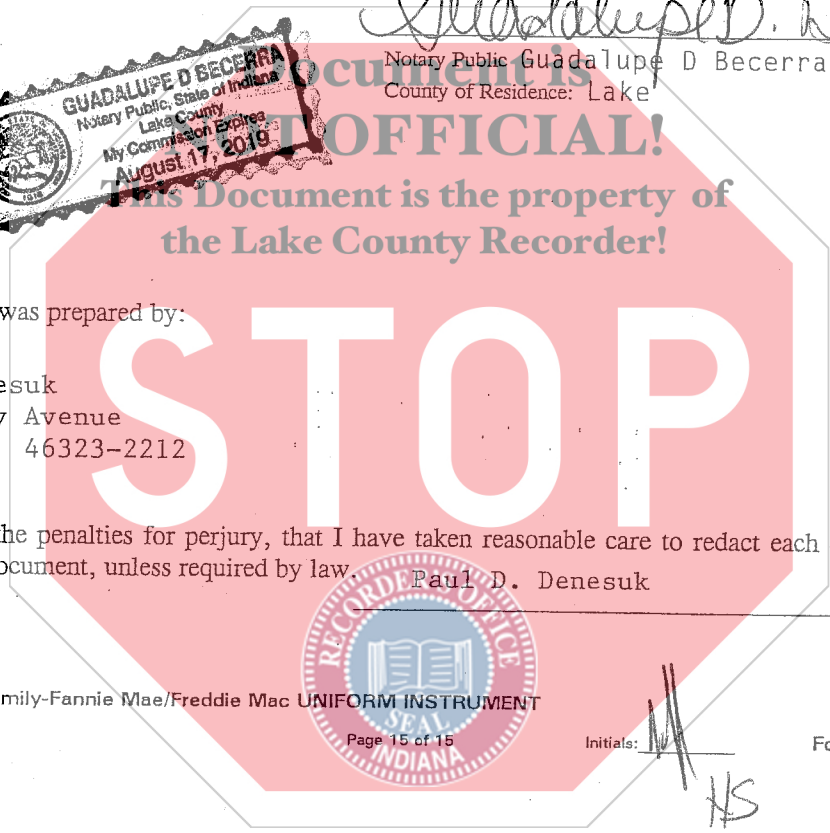 Guadalupe D.
Notary Public Guadalupe D Becerra
County of Residence: Lake
GUADALUPE D BECERRA
Notary Public, State of Indiana
Lake County
My Commission Expires
August 17, 2019
Document is
NOT OFFICIAL!
This Document is the property of
the Lake County Recorder!
was prepared by:
STOP
esuk
Avenue
46323-2212
the penalties for perjury, that I have taken reasonable care to redact each
ocument, unless required by law. Paul D. Denesuk
RECORDER'S OFFICE
SEAL
INDIANA
mily-Fannie Mae/Freddie Mac UNIFORM INSTRUMENT
Page 15 of 15
Initials:
Fo
HS